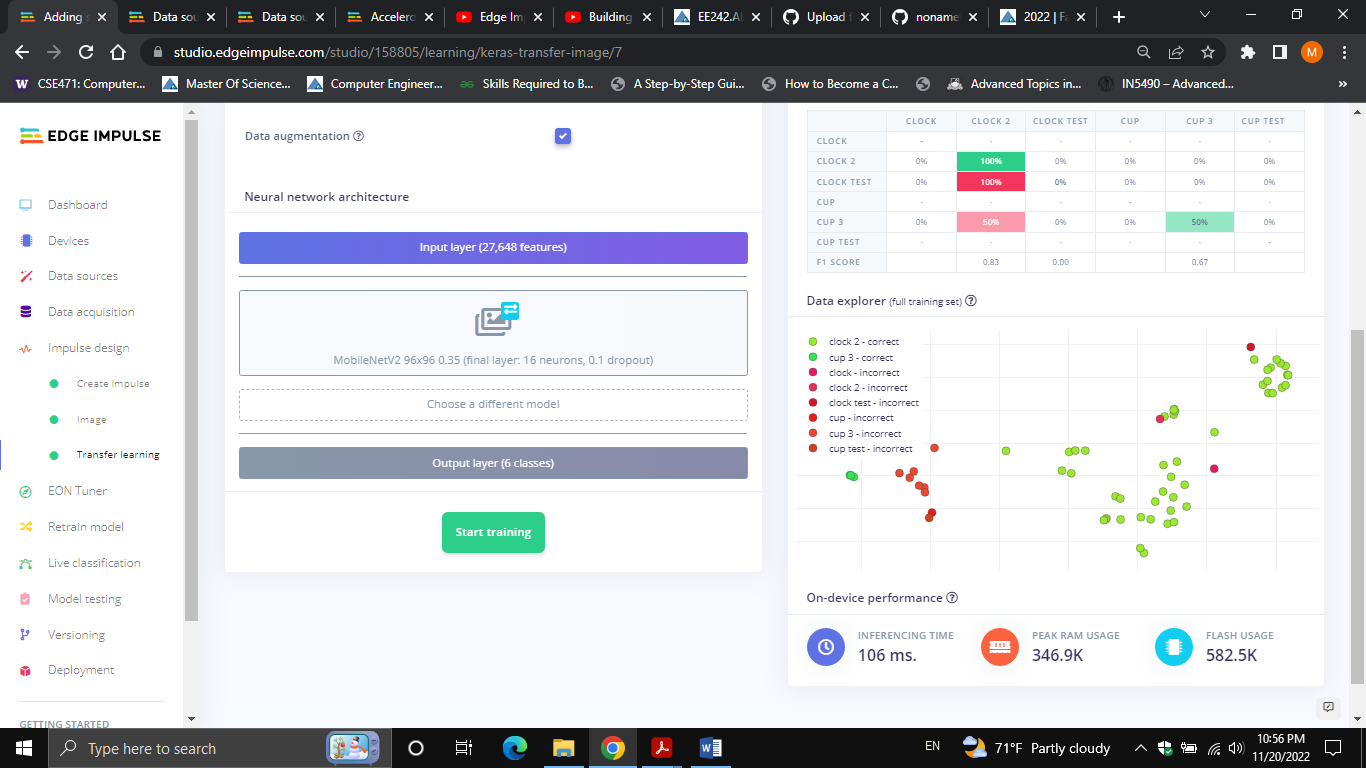 Adding s
Data sou
Data sou
Accelero
Edge Im
Building
EE242.A
Upload f
noname
2022 | Fa
studio.edgeimpulse.com/studio/158805/learning/keras-transfer-image/7
M
W CSE471: Computer...
Master Of Science...
Computer Engineer...
Skills Required to B...
A Step-by-Step Gui...
How to Become a C...
Advanced Topics in...
IN5490 – Advanced...
»
EDGE IMPULSE
Dashboard
Devices
Data sources
Data acquisition
Impulse design
Create impulse
Image
Transfer learning
EON Tuner
Retrain model
Live classification
Model testing
Versioning
Deployment
GETTING STARTED
Data augmentation ?
Neural network architecture
Input layer (27,648 features)
MobileNetV2 96x96 0.35 (final layer: 16 neurons, 0.1 dropout)
Choose a different model
Output layer (6 classes)
Start training
CLOCK CLOCK 2 CLOCK TEST CUP CUP 3 CUP TEST
CLOCK - - - - - -
CLOCK 2 0% 100% 0% 0% 0% 0%
CLOCK TEST 0% 100% 0% 0% 0% 0%
CUP - - - - - -
CUP 3 0% 50% 0% 0% 50% 0%
CUP TEST - - - - - -
F1 SCORE 0.83 0.00 0.67
Data explorer (full training set) ?
clock 2 - correct
cup 3 - correct
clock - incorrect
clock 2 - incorrect
clock test - incorrect
cup - incorrect
cup 3 - incorrect
cup test - incorrect
On-device performance ?
INFERENCING TIME
106 ms.
PEAK RAM USAGE
346.9K
FLASH USAGE
582.5K
Type here to search
EN
71°F Partly cloudy
10:56 PM
11/20/2022